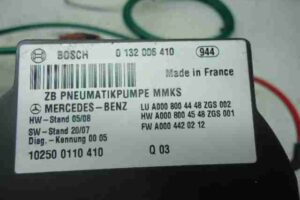 BOSCH 0 132 006 410 944
Made in France
ZB PNEUMATIKPUMPE MMKS
MERCEDES-BENZ
LU A000 800 44 48 ZGS 002
HW-Stand 05/08
HW A000 800 45 48 ZGS 001
SW-Stand 20/07
FW A000 442 02 12
Diag.-Kennung 00 05
10250 0110 410 Q 03